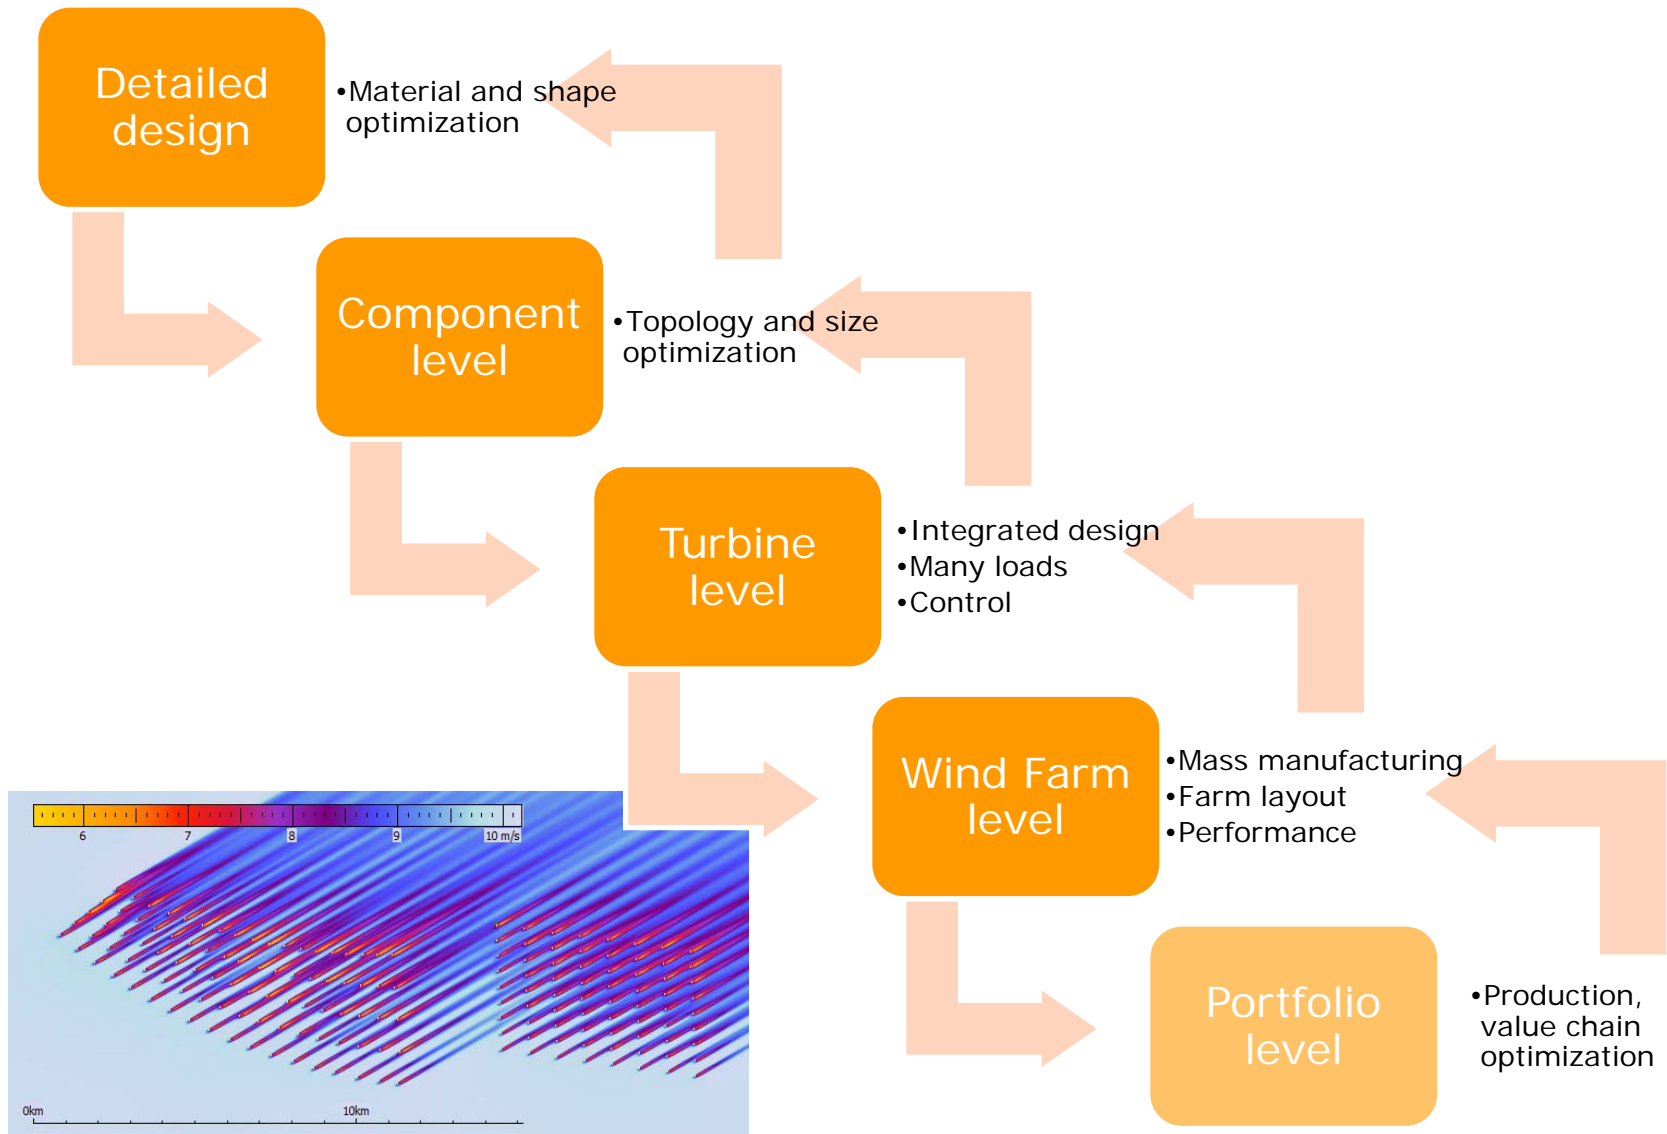 Detailed
design
•Material and shape
optimization
Component
level
•Topology and size
optimization
Turbine
level
•Integrated design
•Many loads
•Control
Wind Farm
level
•Mass manufacturing
•Farm layout
•Performance
Portfolio
level
•Production,
value chain
optimization
6 7 8 9 10 m/s
0km 10km